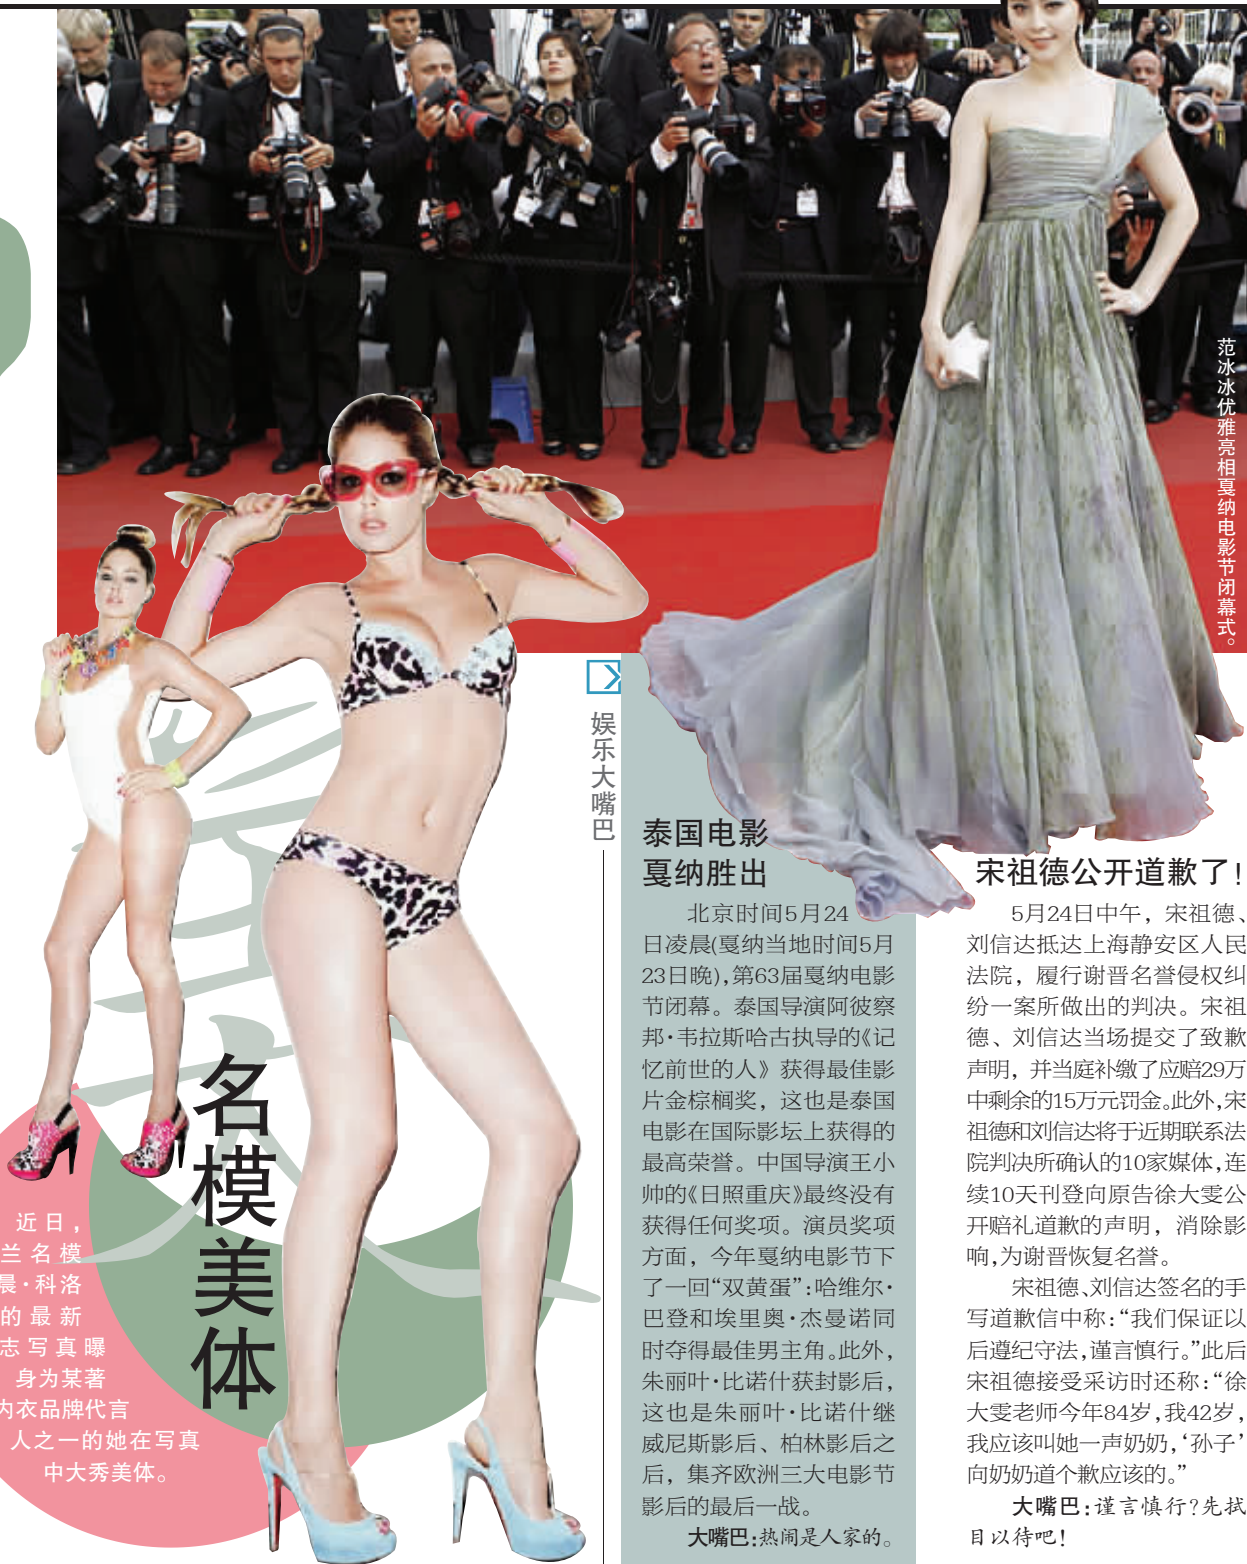 范冰冰优雅亮相戛纳电影节闭幕式。
名模美体
近日，
兰名模
晨·科洛
的最新
志写真曝
身为某著
内衣品牌代言
人之一的她在写真
中大秀美体。
娱乐大嘴巴
泰国电影
戛纳胜出
北京时间5月24
日凌晨(戛纳当地时间5月
23日晚),第63届戛纳电影
节闭幕。泰国导演阿彼察
邦·韦拉斯哈古执导的《记
忆前世的人》获得最佳影
片金棕榈奖，这也是泰国
电影在国际影坛上获得的
最高荣誉。中国导演王小
帅的《日照重庆》最终没有
获得任何奖项。演员奖项
方面，今年戛纳电影节下
了一回“双黄蛋”:哈维尔·
巴登和埃里奥·杰曼诺同
时夺得最佳男主角。此外，
朱丽叶·比诺什获封影后，
这也是朱丽叶·比诺什继
威尼斯影后、柏林影后之
后，集齐欧洲三大电影节
影后的最后一战。
大嘴巴:热闹是人家的。
宋祖德公开道歉了!
5月24日中午，宋祖德、
刘信达抵达上海静安区人民
法院，履行谢晋名誉侵权纠
纷一案所做出的判决。宋祖
德、刘信达当场提交了致歉
声明，并当庭补缴了应赔29万
中剩余的15万元罚金。此外,宋
祖德和刘信达将于近期联系法
院判决所确认的10家媒体,连
续10天刊登向原告徐大雯公
开赔礼道歉的声明，消除影
响,为谢晋恢复名誉。
宋祖德、刘信达签名的手
写道歉信中称:“我们保证以
后遵纪守法,谨言慎行。”此后
宋祖德接受采访时还称:“徐
大雯老师今年84岁,我42岁,
我应该叫她一声奶奶,‘孙子’
向奶奶道个歉应该的。”
大嘴巴:谨言慎行?先拭
目以待吧!